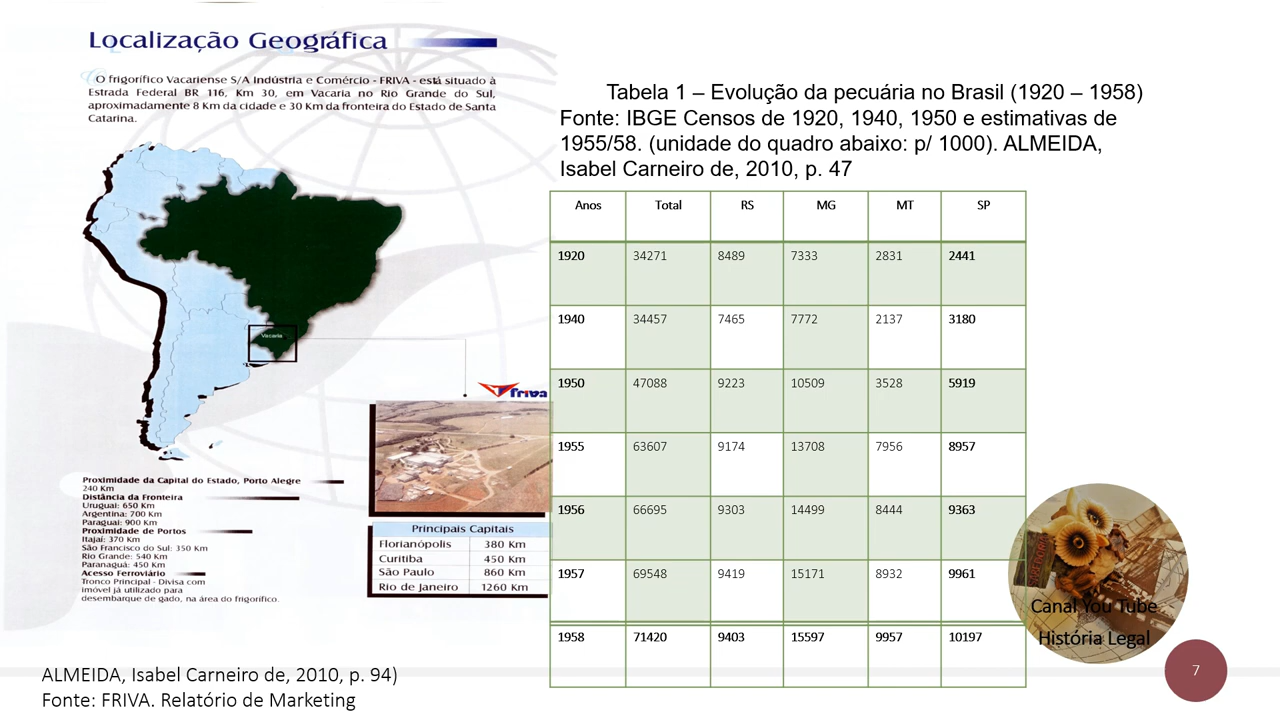 Localização Geográfica
O frigorífico Vacariense S/A Indústria e Comércio - FRIVA - está situado à
Estrada Federal BR 116, Km 30, em Vacaria no Rio Grande do Sul,
aproximadamente 8 Km da cidade e 30 Km da fronteira do Estado de Santa
Catarina.
Vacaria
friva
Proximidade da Capital do Estado, Porto Alegre
240 Km
Distância da Fronteira
Uruguai: 650 Km
Argentina: 700 Km
Paraguai: 900 Km
Proximidade de Portos
Itajaí: 370 Km
São Francisco do Sul: 350 Km
Rio Grande: 540 Km
Paranaguá: 450 Km
Acesso Ferroviário
Tronco Principal - Divisa com
imóvel já utilizado para
desembarque de gado, na área do frigorífico.
Principais Capitais
Florianópolis 380 Km
Curitiba 450 Km
São Paulo 860 Km
Rio de Janeiro 1260 Km
ALMEIDA, Isabel Carneiro de, 2010, p. 94)
Fonte: FRIVA. Relatório de Marketing
Tabela 1 – Evolução da pecuária no Brasil (1920 – 1958)
Fonte: IBGE Censos de 1920, 1940, 1950 e estimativas de
1955/58. (unidade do quadro abaixo: p/ 1000). ALMEIDA,
Isabel Carneiro de, 2010, p. 47
Anos Total RS MG MT SP
1920 34271 8489 7333 2831 2441
1940 34457 7465 7772 2137 3180
1950 47088 9223 10509 3528 5919
1955 63607 9174 13708 7956 8957
1956 66695 9303 14499 8444 9363
1957 69548 9419 15171 8932 9961
1958 71420 9403 15597 9957 10197
Canal You Tube
História Legal
7